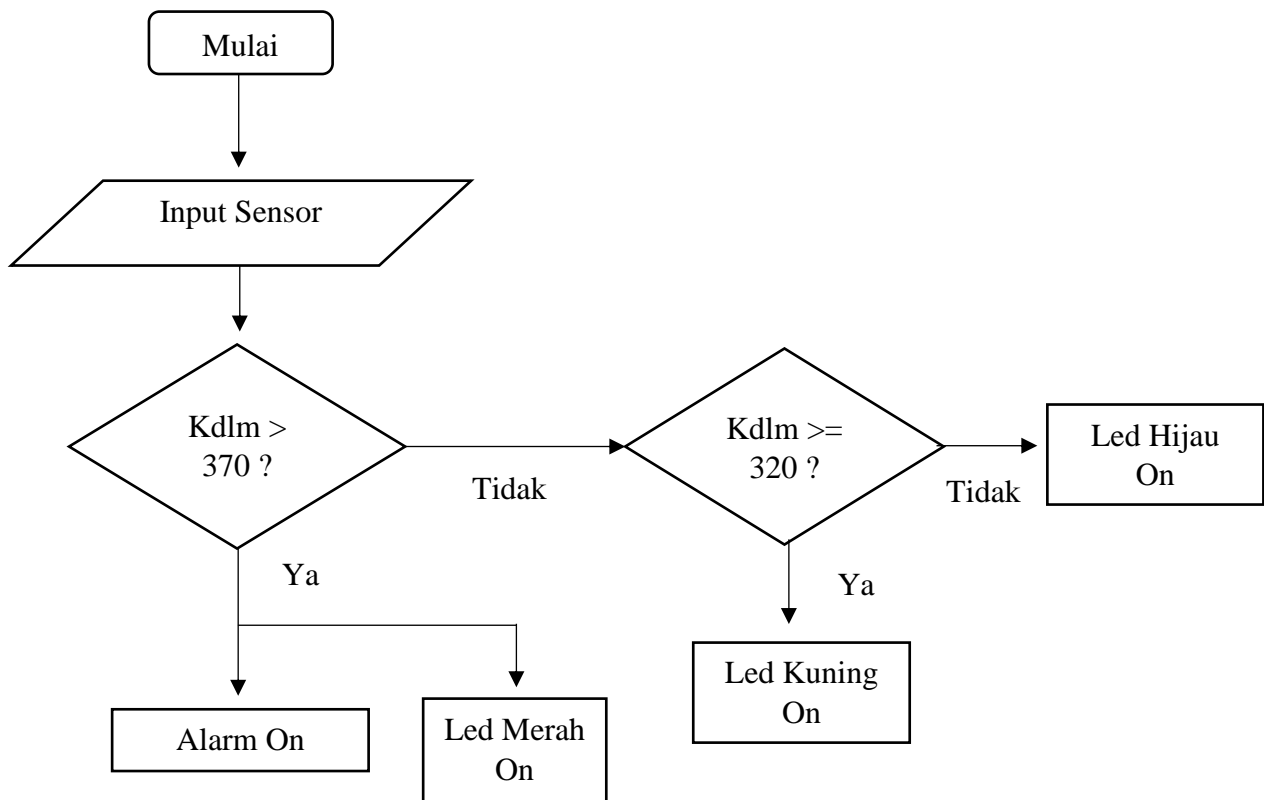 Mulai
Input Sensor
Kdlm >
370 ?
Tidak
Kdlm >=
320 ?
Tidak
Led Hijau
On
Ya
Ya
Alarm On
Led Merah
On
Led Kuning
On